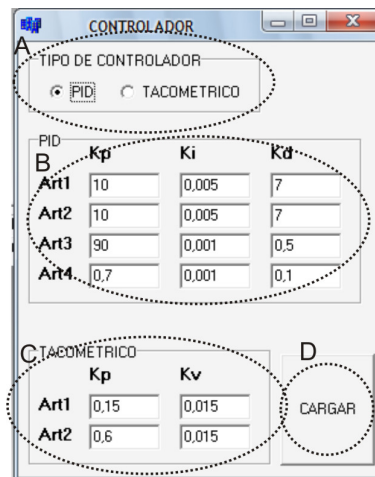 CONTROLADOR
A
TIPO DE CONTROLADOR
PID TACOMETRICO
PID
B
Kp Ki Kd
Art1 10 0,005 7
Art2 10 0,005 7
Art3 90 0,001 0,5
Art4 0,7 0,001 0,1
C TACOMETRICO D
Kp Kv
Art1 0,15 0,015 CARGAR
Art2 0,6 0,015